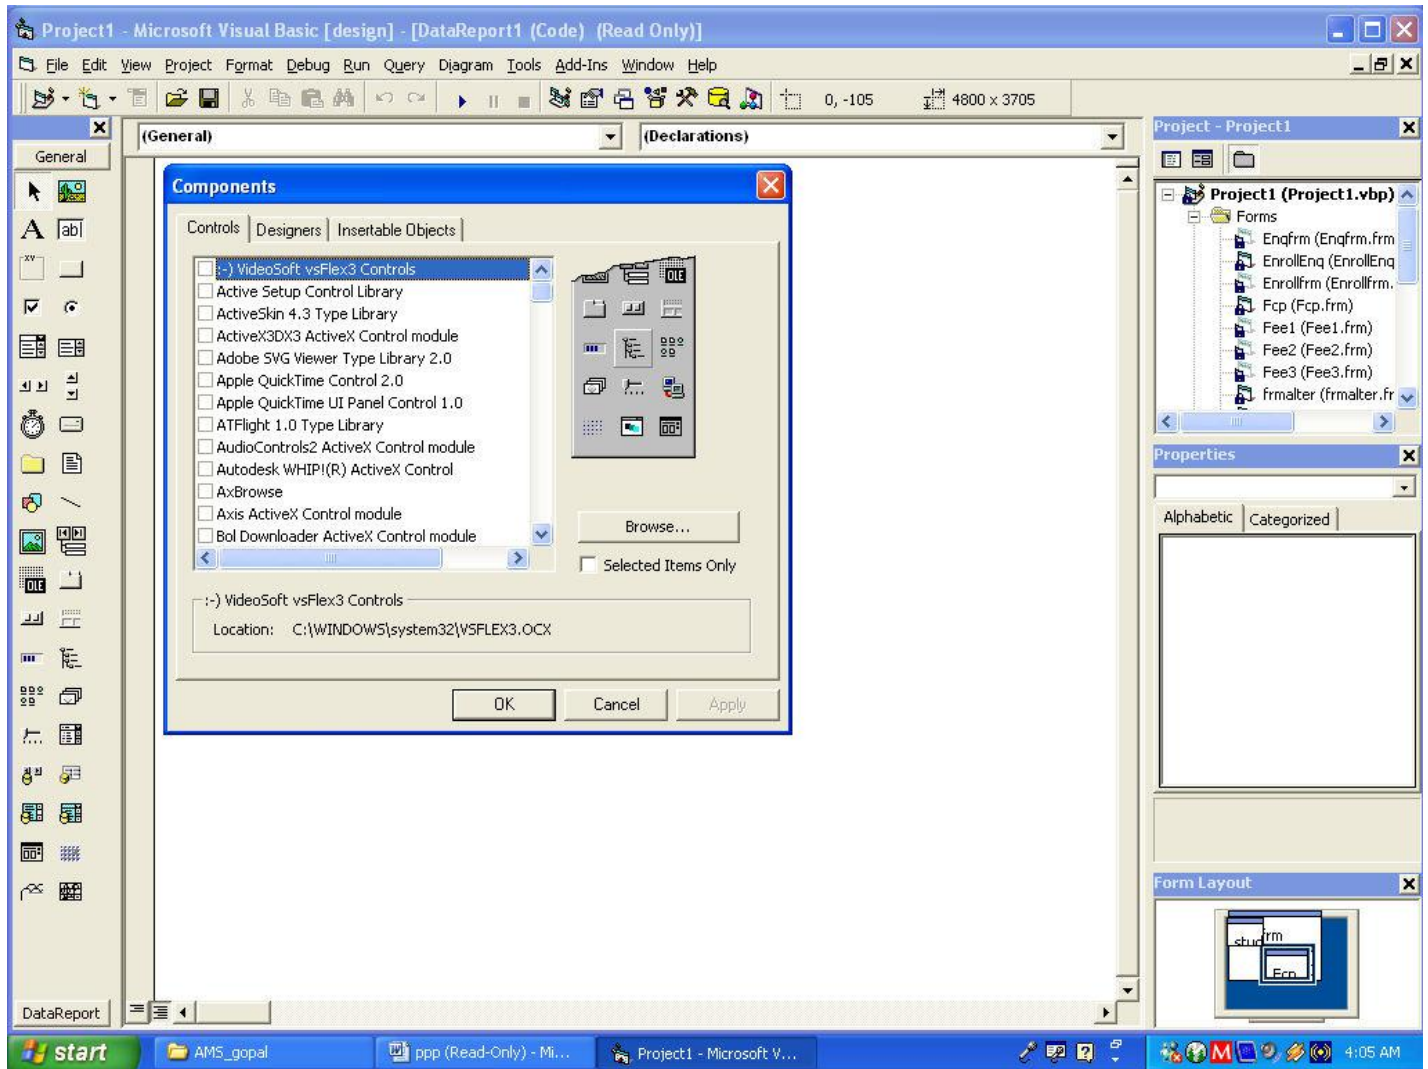 Project1 - Microsoft Visual Basic [design] - [DataReport1 (Code) (Read Only)]
File Edit View Project Format Debug Run Query Diagram Tools Add-Ins Window Help
0, -105 4800 x 3705
General
(General) (Declarations)
Components
Controls Designers Insertable Objects
:-) VideoSoft vsFlex3 Controls
Active Setup Control Library
ActiveSkin 4.3 Type Library
ActiveX3DX3 ActiveX Control module
Adobe SVG Viewer Type Library 2.0
Apple QuickTime Control 2.0
Apple QuickTime UI Panel Control 1.0
ATFlight 1.0 Type Library
AudioControls2 ActiveX Control module
Autodesk WHIP!(R) ActiveX Control
AxBrowse
Axis ActiveX Control module
Bol Downloader ActiveX Control module
OLE
Browse...
Selected Items Only
:-) VideoSoft vsFlex3 Controls
Location: C:\WINDOWS\system32\VSFLEX3.OCX
OK Cancel Apply
A ab|
xv
OLE
DataReport
Project - Project1
Project1 (Project1.vbp)
Forms
Enqfrm (Enqfrm.frm
EnrollEnq (EnrollEnq
Enrollfrm (Enrollfrm.
Fcp (Fcp.frm)
Fee1 (Fee1.frm)
Fee2 (Fee2.frm)
Fee3 (Fee3.frm)
frmalter (frmalter.fr
Properties
Alphabetic Categorized
Form Layout
stud frm
Fcp
start AMS_gopal ppp (Read-Only) - Mi... Project1 - Microsoft V... 4:05 AM